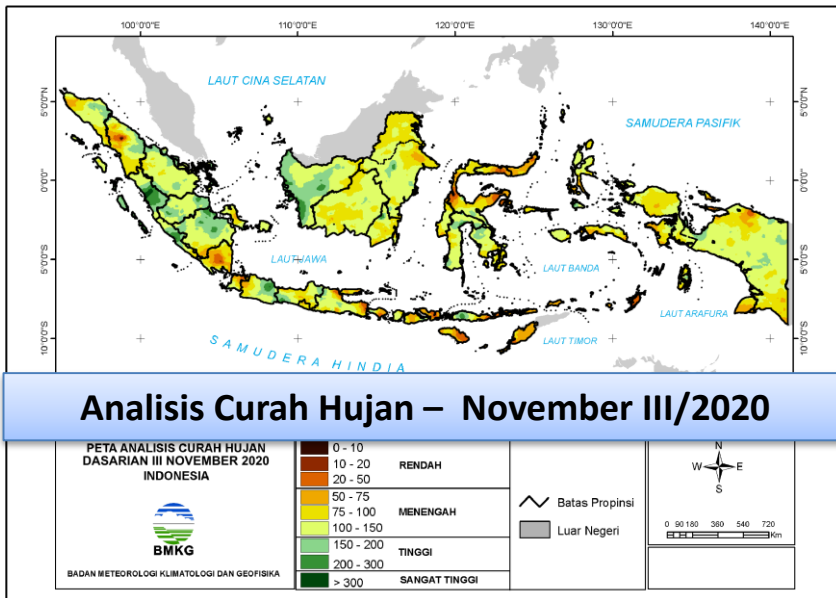 100°0'0"E 110°0'0"E 120°0'0"E 130°0'0"E 140°0'0"E
LAUT CINA SELATAN
SAMUDERA PASIFIK
5°0'0"N 5°0'0"N
0°0'0" 0°0'0"
5°0'0"S 5°0'0"S
10°0'0"S 10°0'0"S
LAUT JAWA
LAUT BANDA
LAUT ARAFURA
LAUT TIMOR
SAMUDERA HINDIA
Analisis Curah Hujan – November III/2020
PETA ANALISIS CURAH HUJAN
DASARIAN III NOVEMBER 2020
INDONESIA
BMKG
BADAN METEOROLOGI KLIMATOLOGI DAN GEOFISIKA
0 - 10
10 - 20
20 - 50
RENDAH
50 - 75
75 - 100
100 - 150
MENENGAH
150 - 200
200 - 300
TINGGI
> 300
SANGAT TINGGI
Batas Propinsi
Luar Negeri
N
W E
S
0 90 180 360 540 720
Km